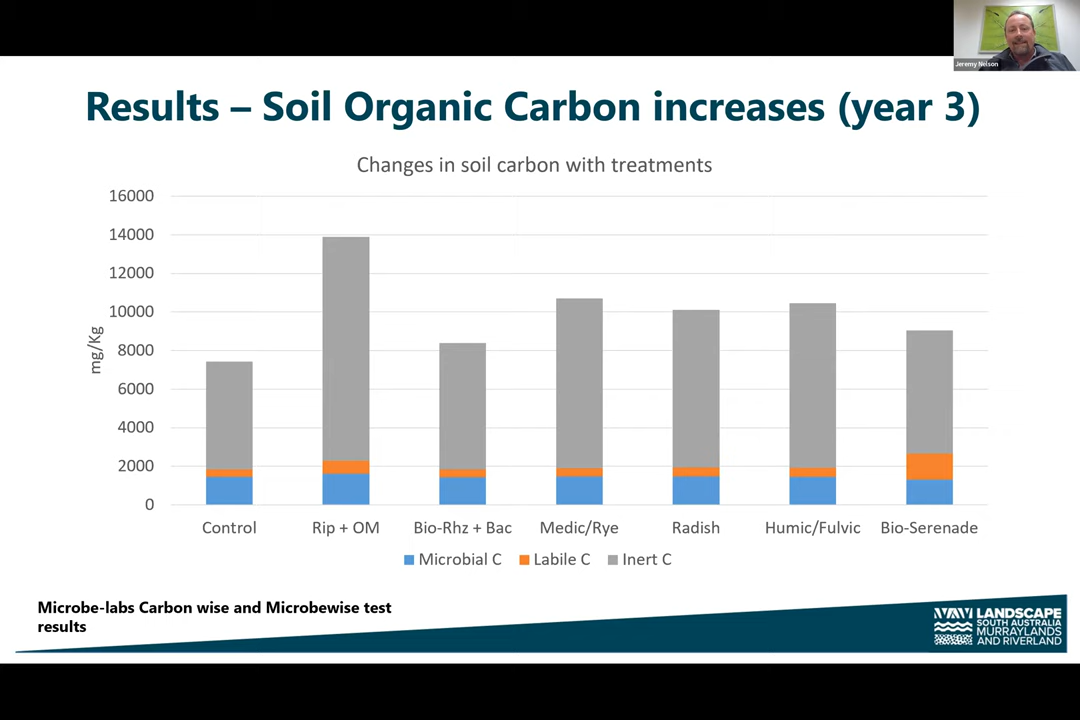 Jeremy Nelson
Results – Soil Organic Carbon increases (year 3)
Changes in soil carbon with treatments
16000
14000
12000
10000
8000
6000
4000
2000
0
mg/Kg
Control Rip + OM Bio-Rhz + Bac Medic/Rye Radish Humic/Fulvic Bio-Serenade
Microbial C Labile C Inert C
Microbe-labs Carbon wise and Microbewise test
results
LANDSCAPE
SOUTH AUSTRALIA
MURRAYLANDS
AND RIVERLAND